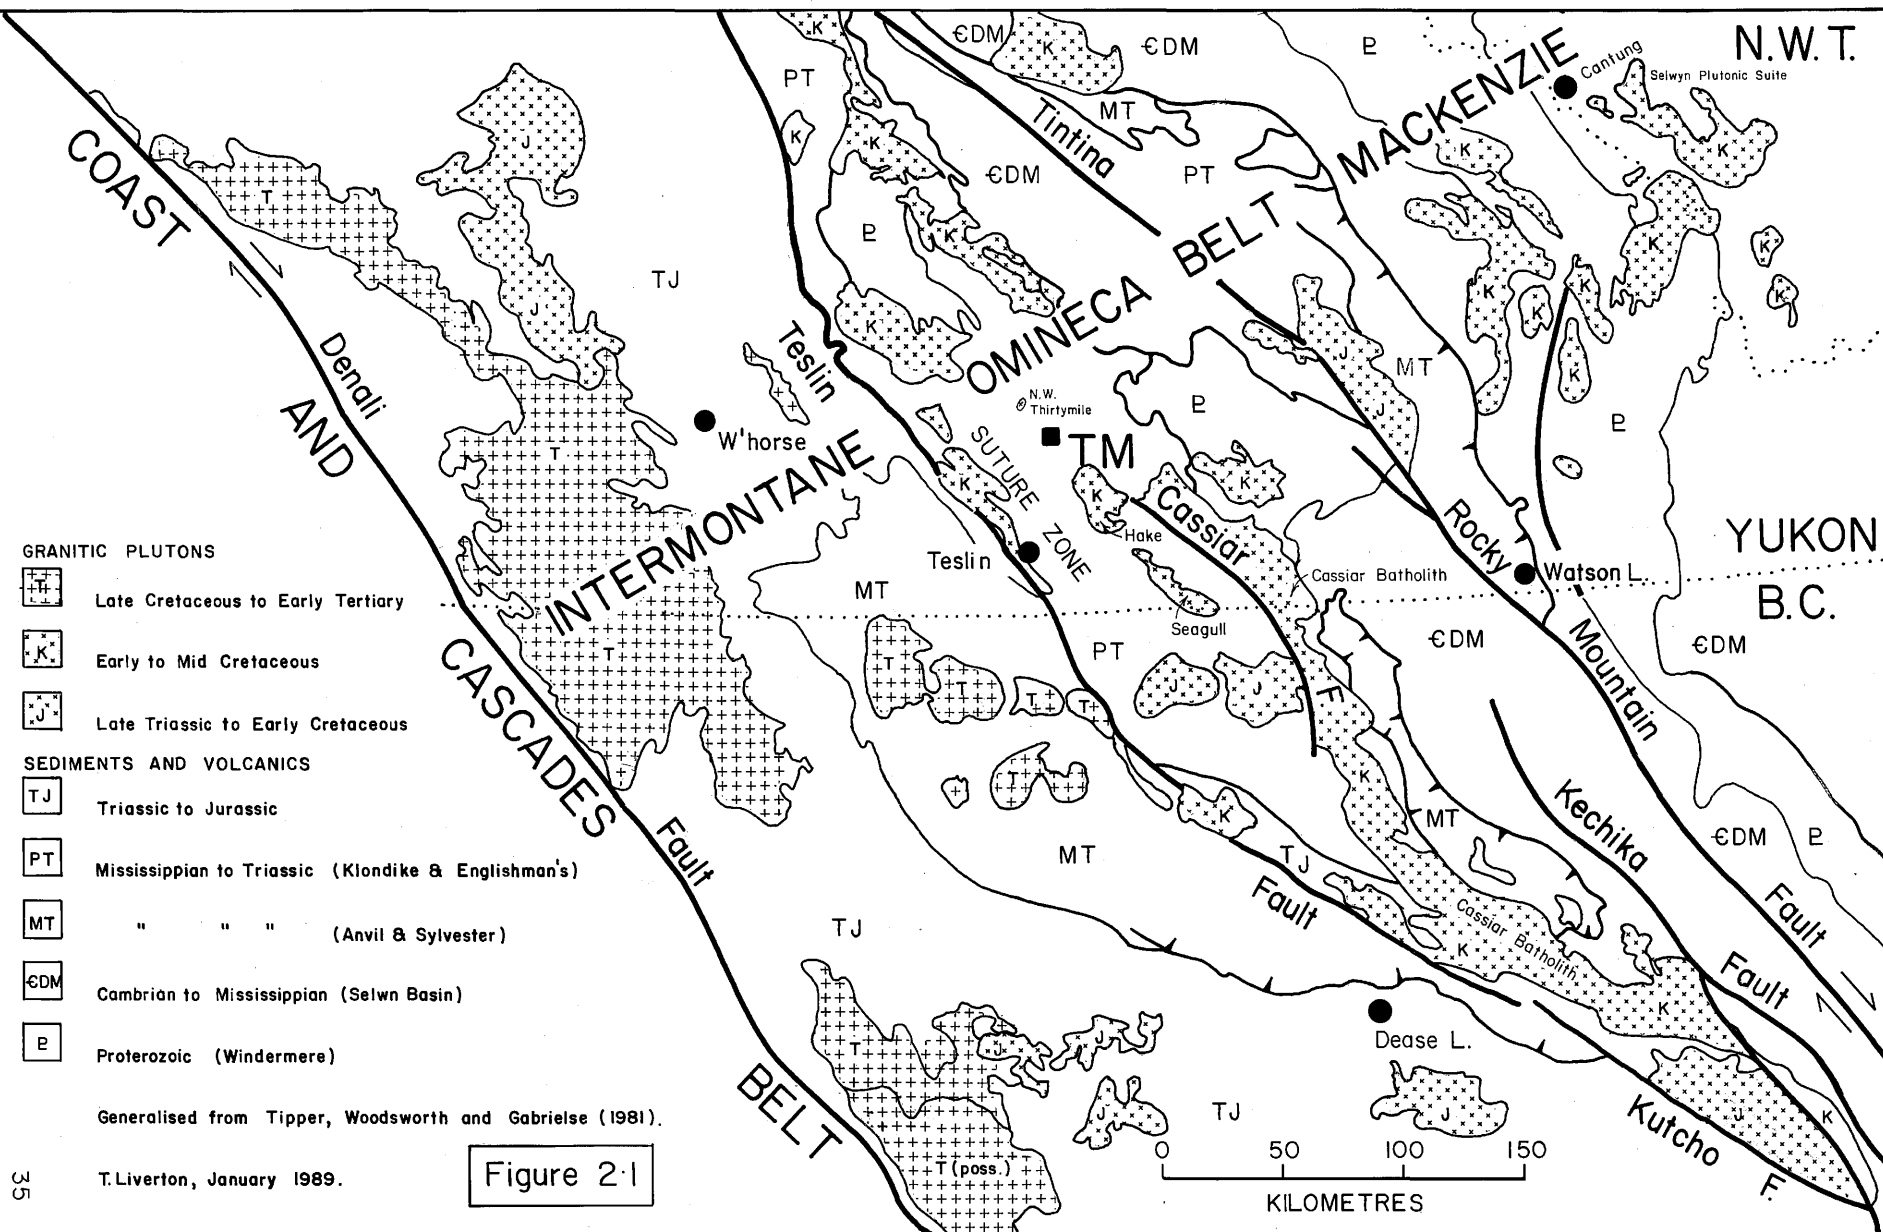 N.W.T.
YUKON
B.C.
COAST
AND
CASCADES
BELT
INTERMONTANE
OMINECA
BELT
MACKENZIE
Denali
Fault
Teslin
Fault
Tintina
Cassiar
F.
Rocky
Mountain
Fault
Kechika
Fault
Kutcho
F.
SUTURE
ZONE
N.W.
Thirtymile
TM
W'horse
Teslin
Watson L.
Dease L.
Cantung
Selwyn Plutonic Suite
Hake
Seagull
Cassiar Batholith
Cassiar Batholith
K
PT
K
K
ЄDM
K
ЄDM
P
MT
PT
ЄDM
K
K
K
K
P
K
K
J
J
T
TJ
K
K
K
K
K
K
K
J
J
MT
P
P
K
K
K
T
T
MT
PT
J
J
T
T
T
T
T
ЄDM
ЄDM
K
MT
MT
K
TJ
TJ
K
K
ЄDM
P
T
J
J
J
TJ
J
J
K
T (poss.)
GRANITIC PLUTONS
T Late Cretaceous to Early Tertiary
K Early to Mid Cretaceous
J Late Triassic to Early Cretaceous
SEDIMENTS AND VOLCANICS
TJ Triassic to Jurassic
PT Mississippian to Triassic (Klondike & Englishman's)
MT " " " (Anvil & Sylvester)
ЄDM Cambrian to Mississippian (Selwn Basin)
P Proterozoic (Windermere)
Generalised from Tipper, Woodsworth and Gabrielse (1981).
T. Liverton, January 1989.
Figure 2·1
0 50 100 150
KILOMETRES
35